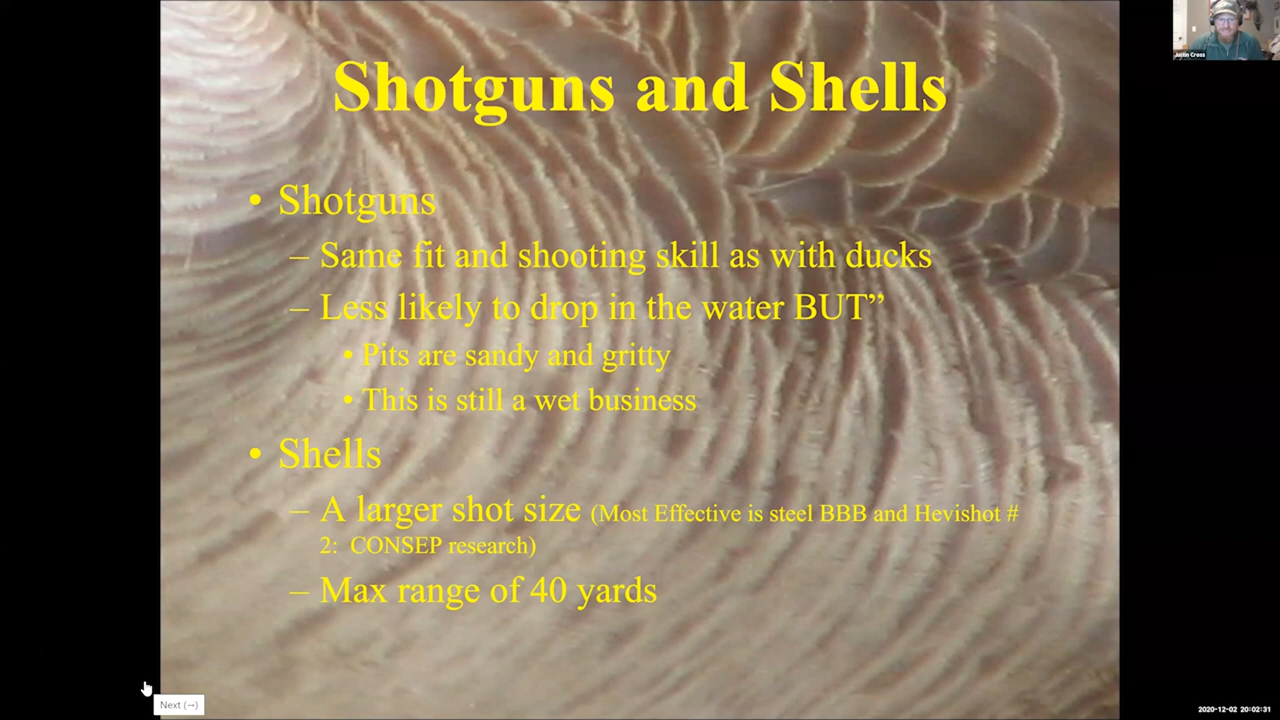 Shotguns and Shells
Justin Cross
• Shotguns
– Same fit and shooting skill as with ducks
– Less likely to drop in the water BUT”
• Pits are sandy and gritty
• This is still a wet business
• Shells
– A larger shot size (Most Effective is steel BBB and Hevishot #
2: CONSEP research)
– Max range of 40 yards
Next (→)
2020-12-02 20:02:31